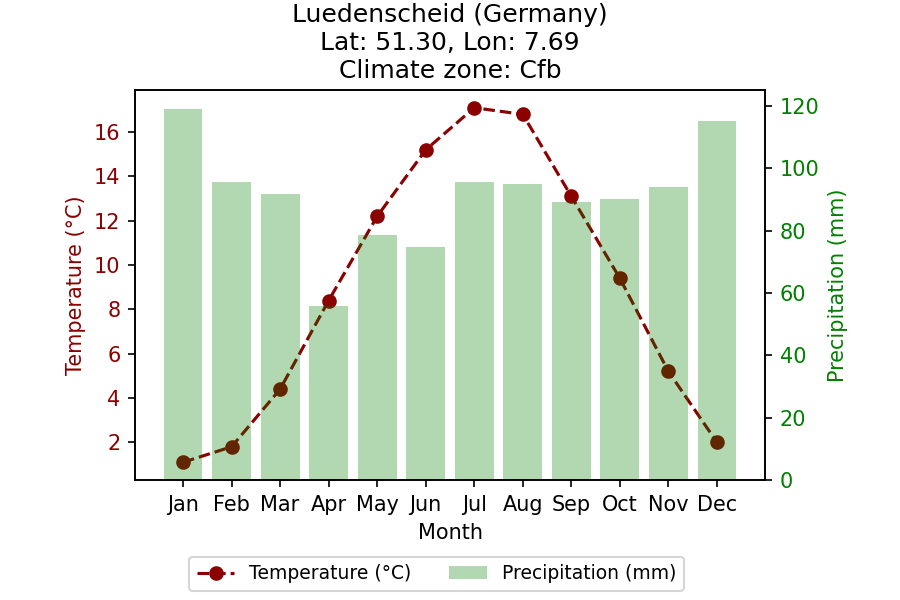 Luedenscheid (Germany)
Lat: 51.30, Lon: 7.69
Climate zone: Cfb
Temperature (°C)
16
14
12
10
8
6
4
2
120
100
80
60
40
20
0
Precipitation (mm)
Jan Feb Mar Apr May Jun Jul Aug Sep Oct Nov Dec
Month
Temperature (°C) Precipitation (mm)